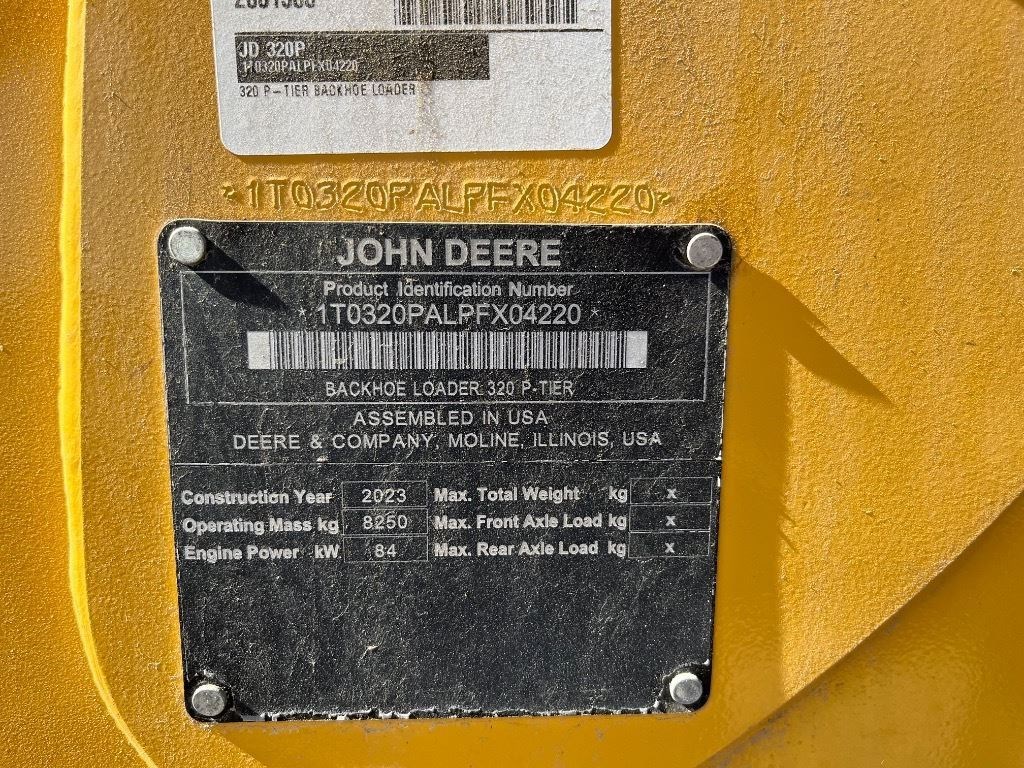 JD 320P
1T0320PALPFX04220
320 P-TIER BACKHOE LOADER
*1T0320PALPFX04220*
JOHN DEERE
Product Identification Number
*1T0320PALPFX04220*
BACKHOE LOADER 320 P-TIER
ASSEMBLED IN USA
DEERE & COMPANY, MOLINE, ILLINOIS, USA
Construction Year 2023 Max. Total Weight kg x
Operating Mass kg 8250 Max. Front Axle Load kg x
Engine Power kW 84 Max. Rear Axle Load kg x